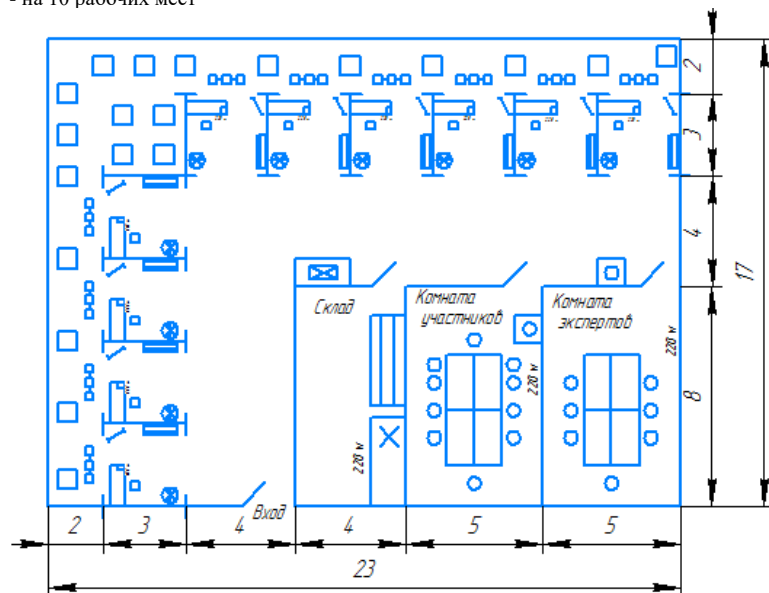 - на 10 рабочих мест
2
3
4
17
8
Склад
Комната
участников
Комната
экспертов
220 w
220 w
220 w
Вход
2
3
4
4
5
5
23